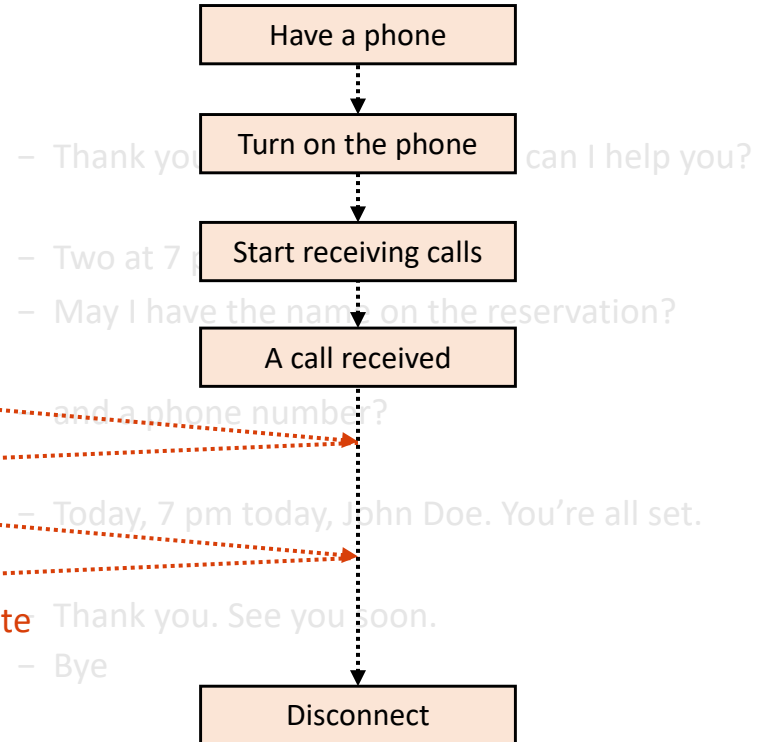 Have a phone
Turn on the phone
– Thank you can I help you?
Start receiving calls
– Two at 7
– May I have the name on the reservation?
A call received
and a phone number?
– Today, 7 pm today, John Doe. You’re all set.
te
– Thank you. See you soon.
– Bye
Disconnect